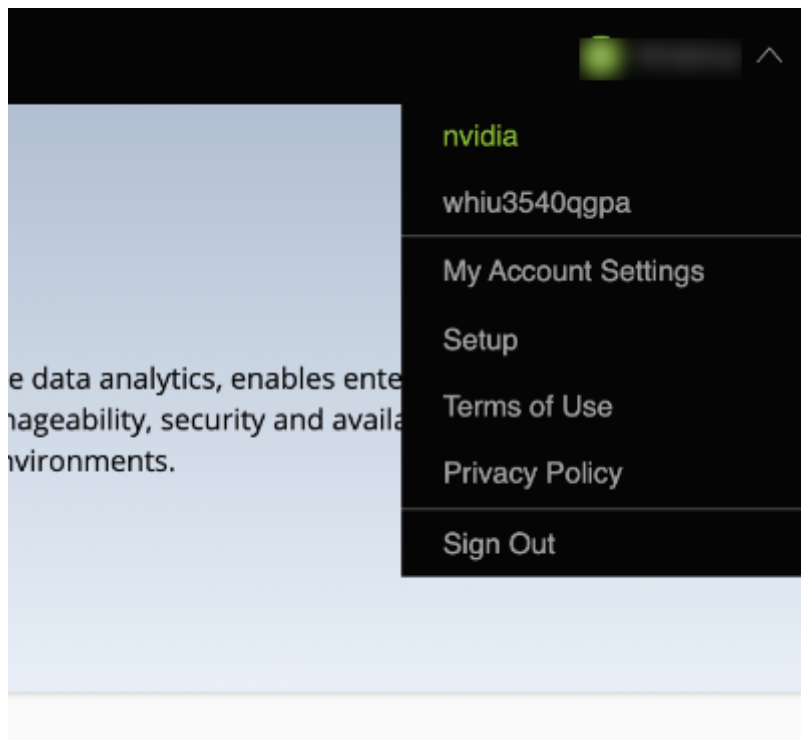 nvidia
whiu3540qgpa
My Account Settings
Setup
Terms of Use
Privacy Policy
Sign Out
e data analytics, enables ente
nageability, security and availa
nvironments.